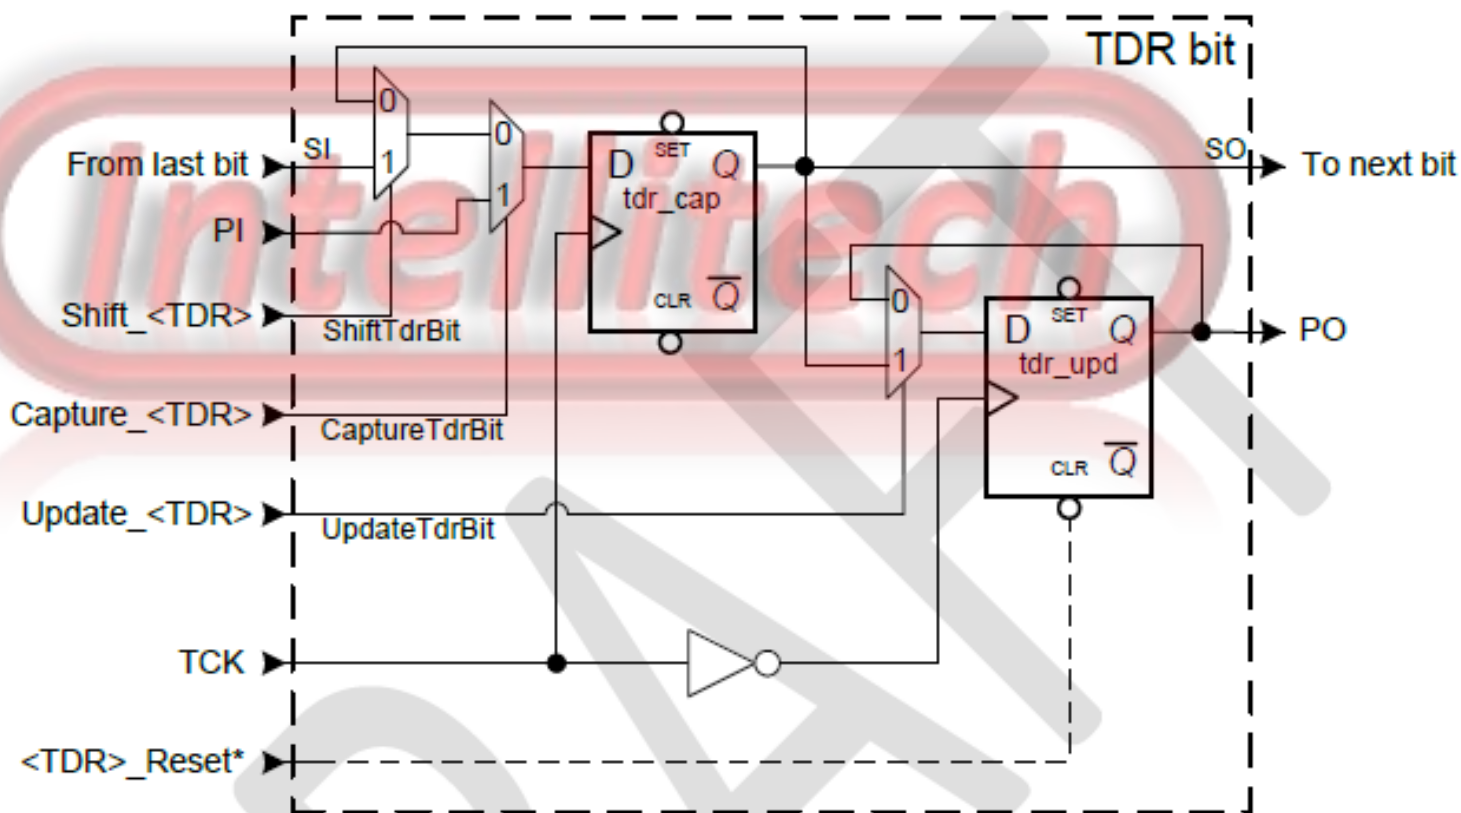 TDR bit
0
From last bit
SI
1
0
1
D
SET
Q
tdr_cap
CLR
Q
SO
To next bit
PI
Intellitech
Shift_<TDR>
ShiftTdrBit
0
1
D
SET
Q
tdr_upd
CLR
Q
PO
Capture_<TDR>
CaptureTdrBit
Update_<TDR>
UpdateTdrBit
TCK
<TDR>_Reset*
DRAFT